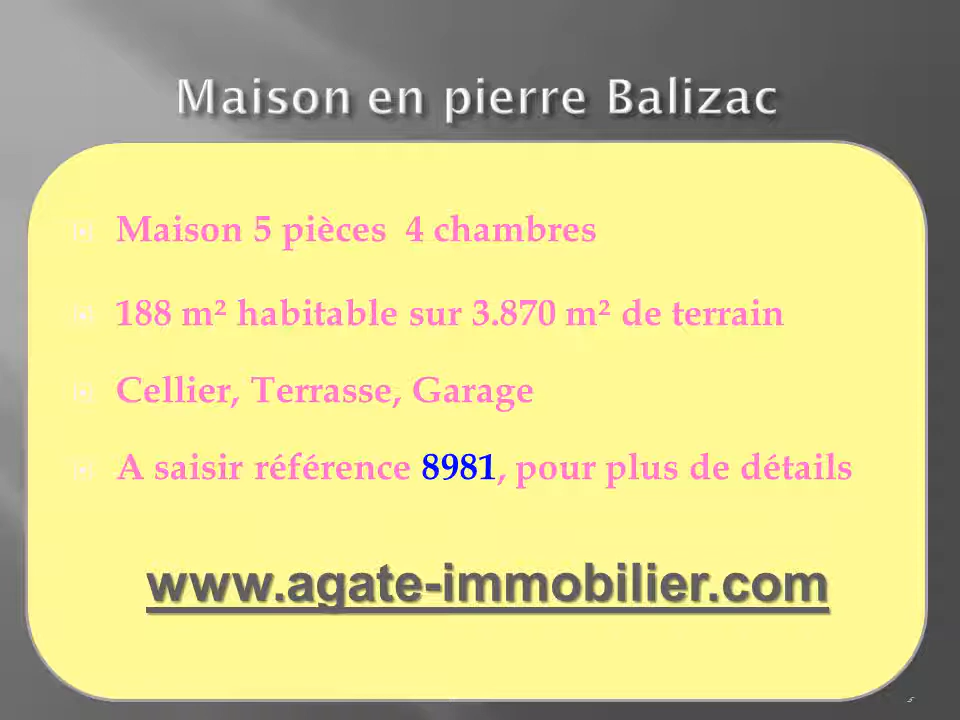 Maison en pierre Balizac
Maison 5 pièces 4 chambres
188 m² habitable sur 3.870 m² de terrain
Cellier, Terrasse, Garage
A saisir référence 8981, pour plus de détails
www.agate-immobilier.com
5